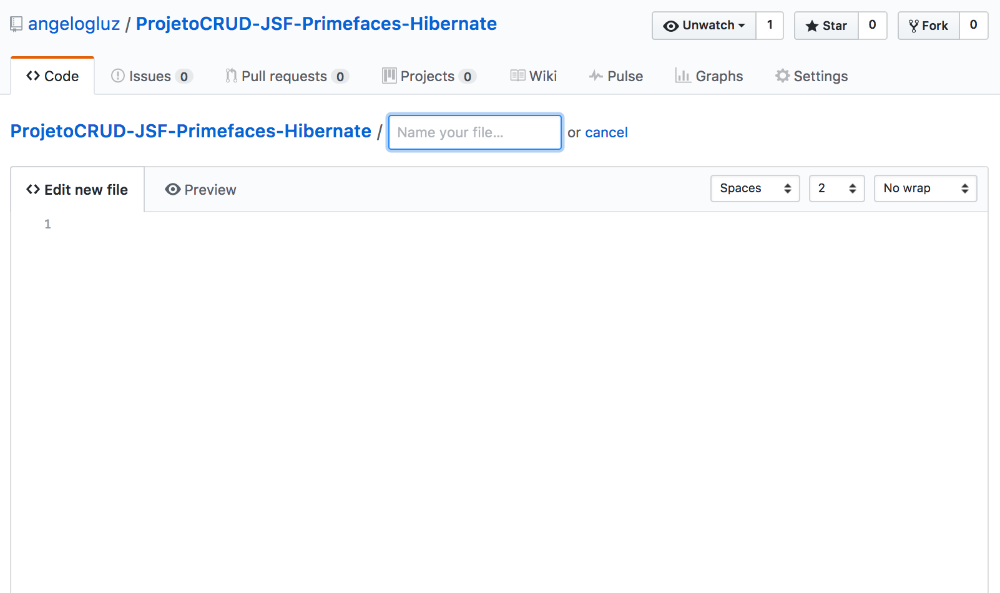 angelogluz / ProjetoCRUD-JSF-Primefaces-Hibernate Unwatch 1 Star 0 Fork 0
Code Issues 0 Pull requests 0 Projects 0 Wiki Pulse Graphs Settings
ProjetoCRUD-JSF-Primefaces-Hibernate / Name your file... or cancel
Edit new file Preview Spaces 2 No wrap
1